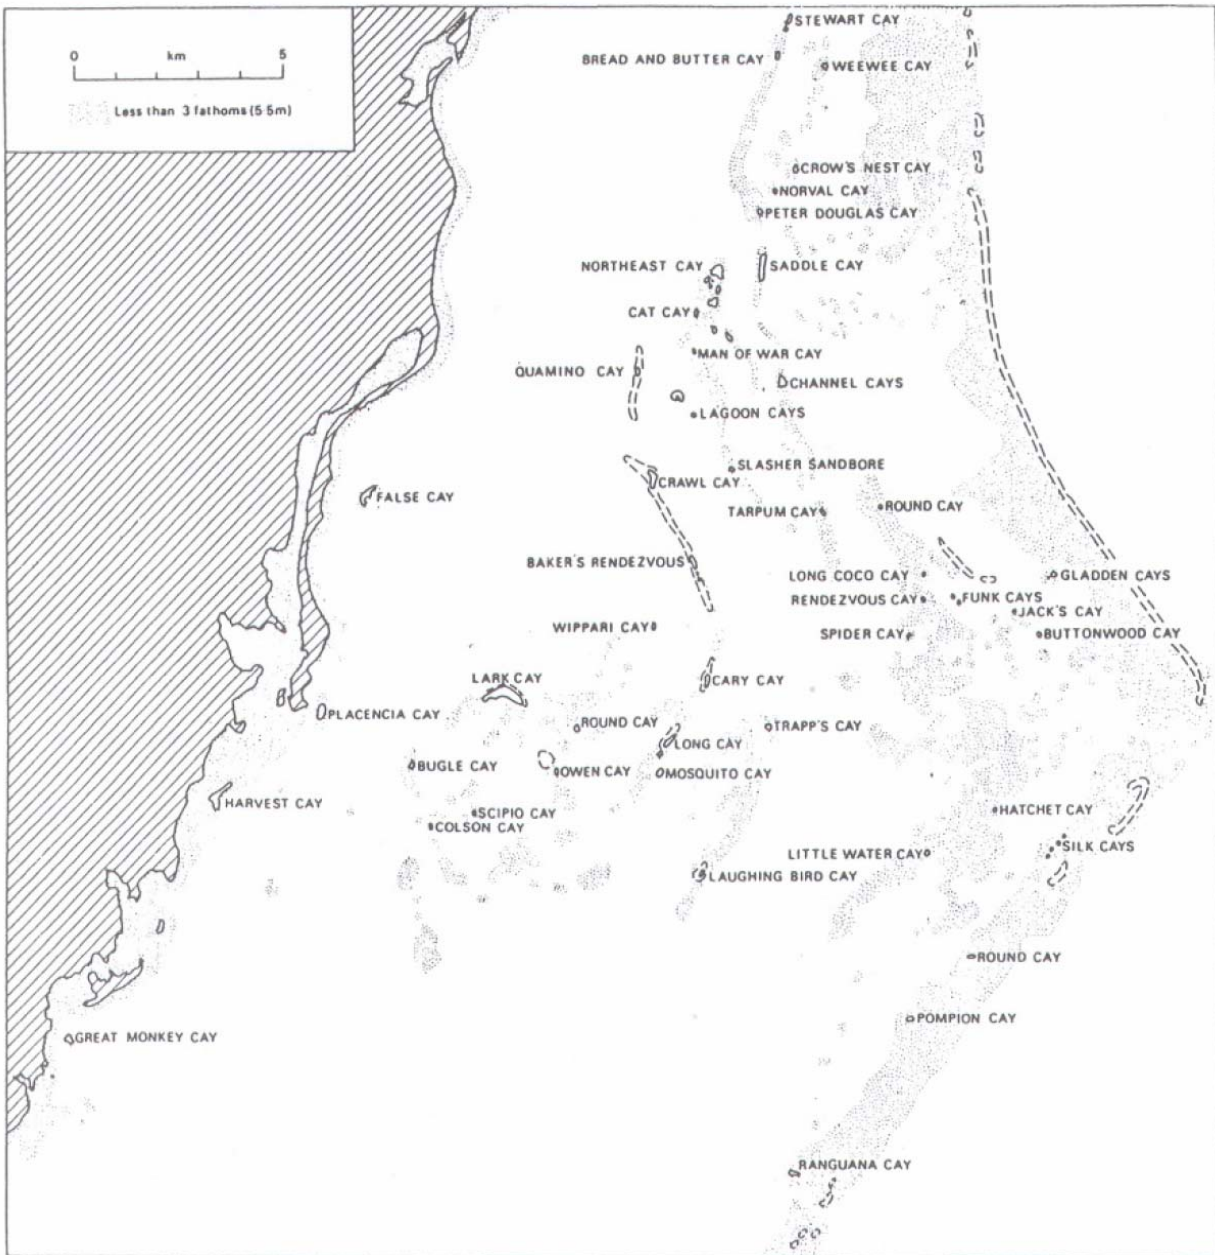 STEWART CAY
0 km 5
BREAD AND BUTTER CAY
WEEWEE CAY
Less than 3 fathoms (5·5m)
CROW'S NEST CAY
NORVAL CAY
PETER DOUGLAS CAY
NORTHEAST CAY
SADDLE CAY
CAT CAY
MAN OF WAR CAY
QUAMINO CAY
CHANNEL CAYS
LAGOON CAYS
SLASHER SANDBORE
CRAWL CAY
FALSE CAY
TARPUM CAY
ROUND CAY
BAKER'S RENDEZVOUS
LONG COCO CAY
GLADDEN CAYS
RENDEZVOUS CAY
FUNK CAYS
JACK'S CAY
WIPPARI CAY
SPIDER CAY
BUTTONWOOD CAY
LARK CAY
CARY CAY
PLACENCIA CAY
ROUND CAY
TRAPP'S CAY
LONG CAY
BUGLE CAY
OWEN CAY
MOSQUITO CAY
HARVEST CAY
SCIPIO CAY
HATCHET CAY
COLSON CAY
SILK CAYS
LITTLE WATER CAY
LAUGHING BIRD CAY
ROUND CAY
POMPION CAY
GREAT MONKEY CAY
RANGUANA CAY